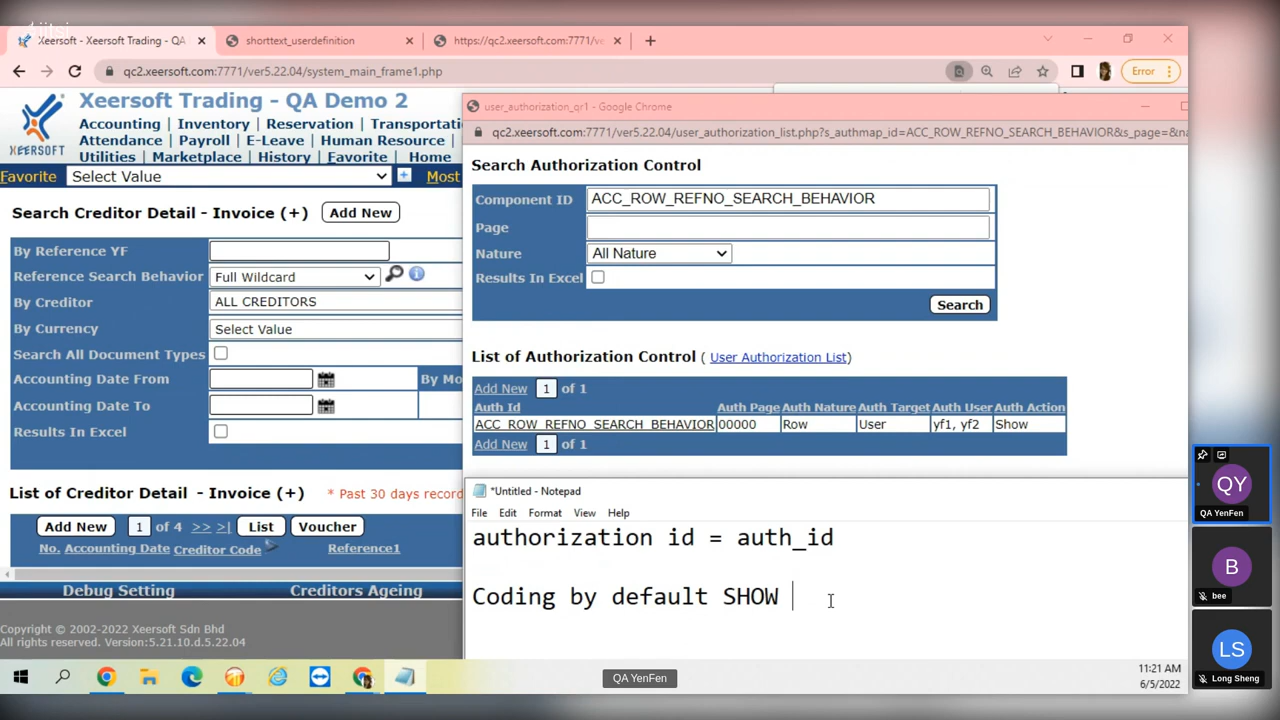 jitsi
Xeersoft - Xeersoft Trading - QA
shorttext_userdefinition
https://qc2.xeersoft.com:7771/ve
qc2.xeersoft.com:7771/ver5.22.04/system_main_frame1.php
Error
Xeersoft Trading - QA Demo 2
XEERSOFT
Accounting | Inventory | Reservation | Transportati
Attendance | Payroll | E-Leave | Human Resource |
Utilities | Marketplace | History | Favorite | Home
Favorite
Select Value
Most
Search Creditor Detail - Invoice (+)
Add New
By Reference YF
Reference Search Behavior
Full Wildcard
By Creditor
ALL CREDITORS
By Currency
Select Value
Search All Document Types
Accounting Date From
By Mo
Accounting Date To
Results In Excel
List of Creditor Detail - Invoice (+)
* Past 30 days record
Add New
1 of 4 >> >|
List
Voucher
No. Accounting Date Creditor Code
Reference1
Debug Setting
Creditors Ageing
Copyright © 2002-2022 Xeersoft Sdn Bhd
All rights reserved. Version:5.21.10.d.5.22.04
user_authorization_qr1 - Google Chrome
qc2.xeersoft.com:7771/ver5.22.04/user_authorization_list.php?s_authmap_id=ACC_ROW_REFNO_SEARCH_BEHAVIOR&s_page=&na
Search Authorization Control
Component ID
ACC_ROW_REFNO_SEARCH_BEHAVIOR
Page
Nature
All Nature
Results In Excel
Search
List of Authorization Control ( User Authorization List)
Add New 1 of 1
Auth Id Auth Page Auth Nature Auth Target Auth User Auth Action
ACC_ROW_REFNO_SEARCH_BEHAVIOR 00000 Row User yf1, yf2 Show
Add New 1 of 1
*Untitled - Notepad
File Edit Format View Help
authorization id = auth_id
Coding by default SHOW
QA YenFen
11:21 AM
6/5/2022
QY
QA YenFen
B
bee
LS
Long Sheng